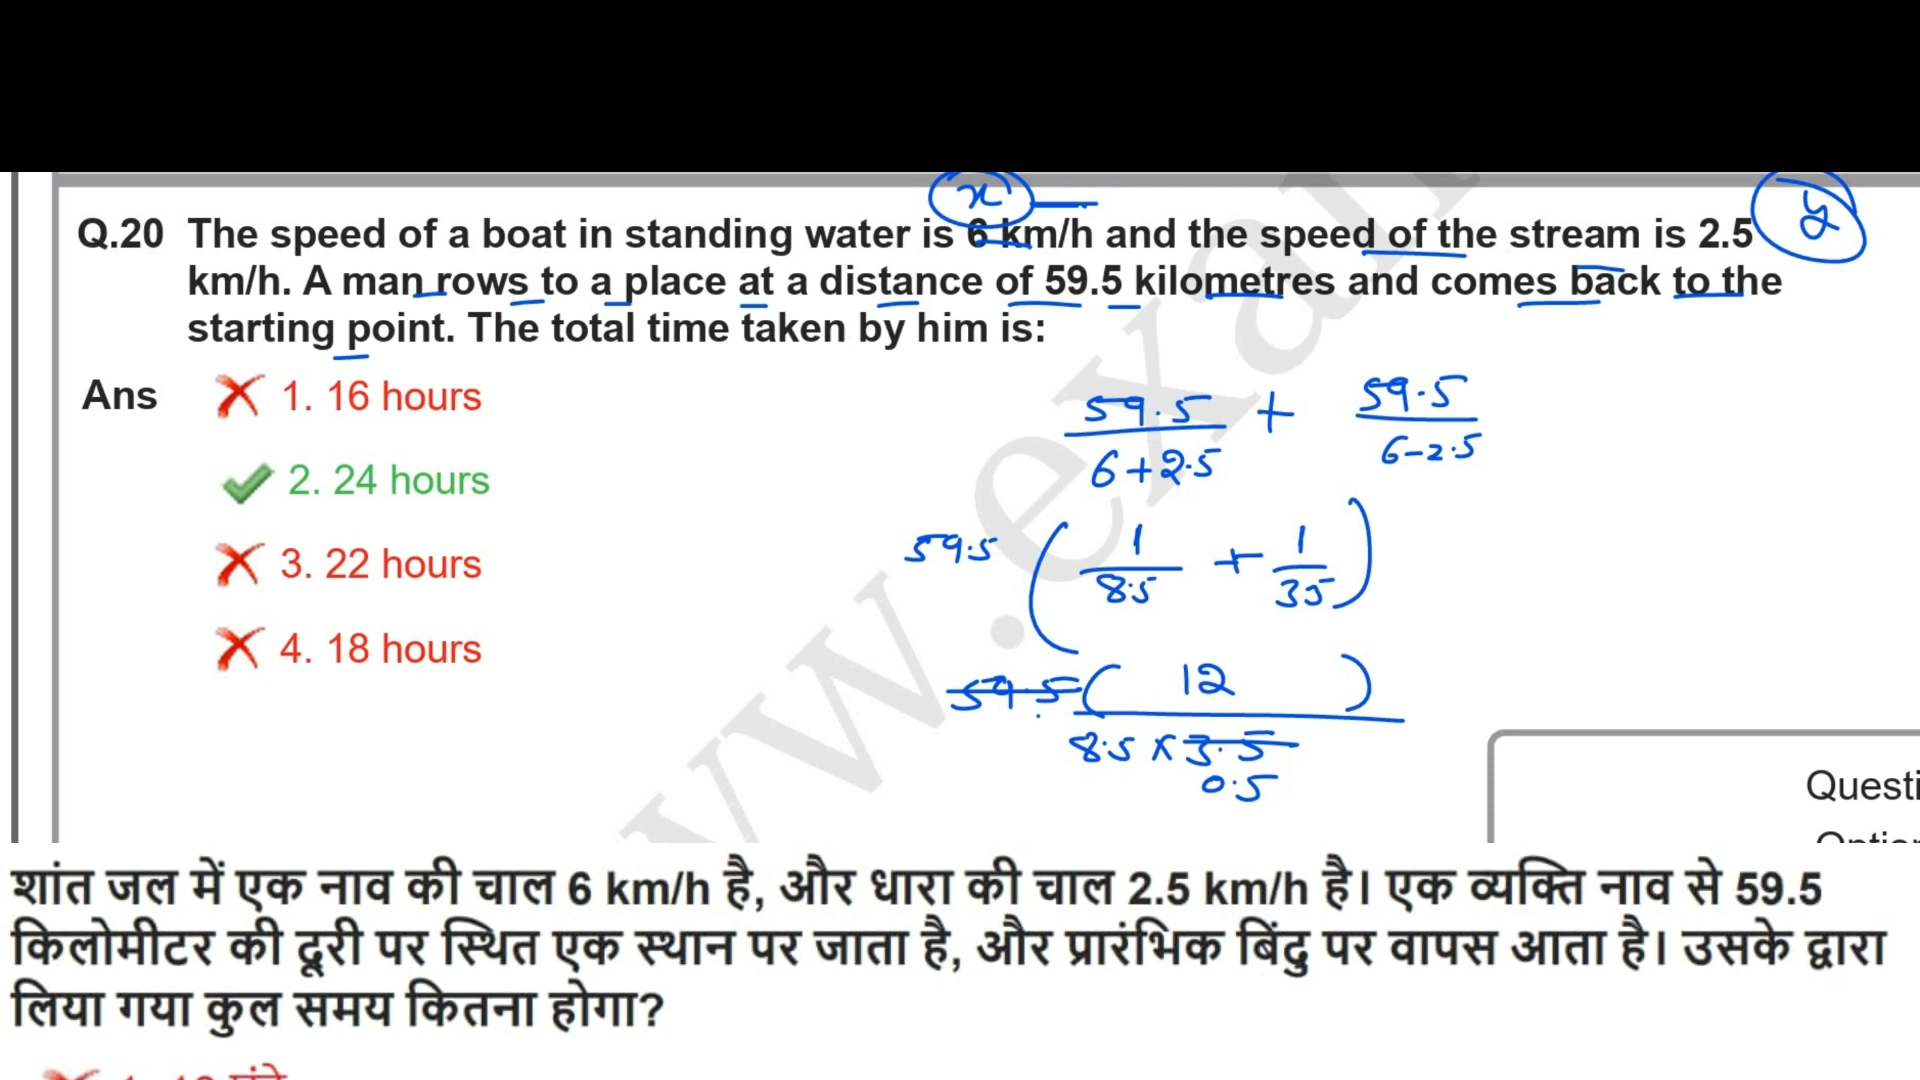 x
y
Q.20 The speed of a boat in standing water is 6 km/h and the speed of the stream is 2.5
km/h. A man rows to a place at a distance of 59.5 kilometres and comes back to the
starting point. The total time taken by him is:
Ans 1. 16 hours
2. 24 hours
3. 22 hours
4. 18 hours
59.5 + 59.5
6+2.5 6-2.5
59.5 ( 1 + 1 )
8.5 35
59.5 ( 12 )
8.5 x 3.5
0.5
www.exam
Questi
शांत जल में एक नाव की चाल 6 km/h है, और धारा की चाल 2.5 km/h है। एक व्यक्ति नाव से 59.5
किलोमीटर की दूरी पर स्थित एक स्थान पर जाता है, और प्रारंभिक बिंदु पर वापस आता है। उसके द्वारा
लिया गया कुल समय कितना होगा?